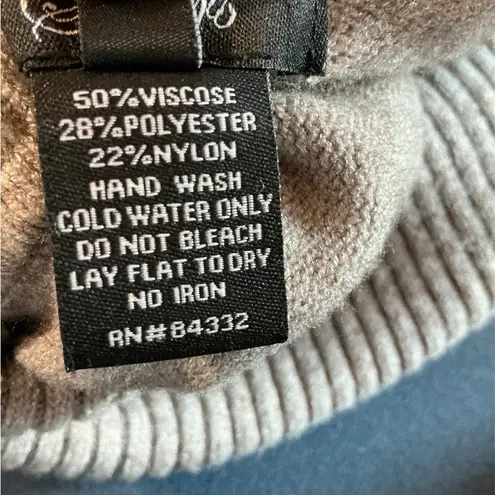 50%VISCOSE
28%POLYESTER
22%NYLON
HAND WASH
COLD WATER ONLY
DO NOT BLEACH
LAY FLAT TO DRY
NO IRON
RN#84332